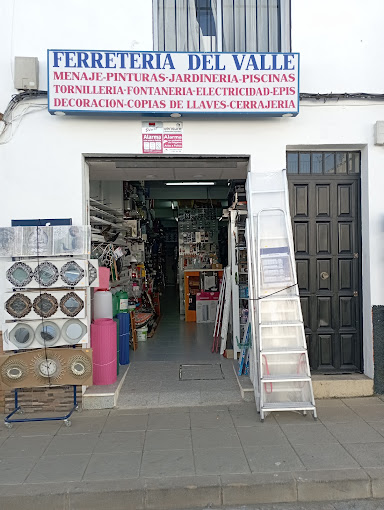 FERRETERIA DEL VALLE
MENAJE-PINTURAS-JARDINERIA-PISCINAS
TORNILLERIA-FONTANERIA-ELECTRICIDAD-EPIS
DECORACION-COPIAS DE LLAVES-CERRAJERIA
Alarma Alarma